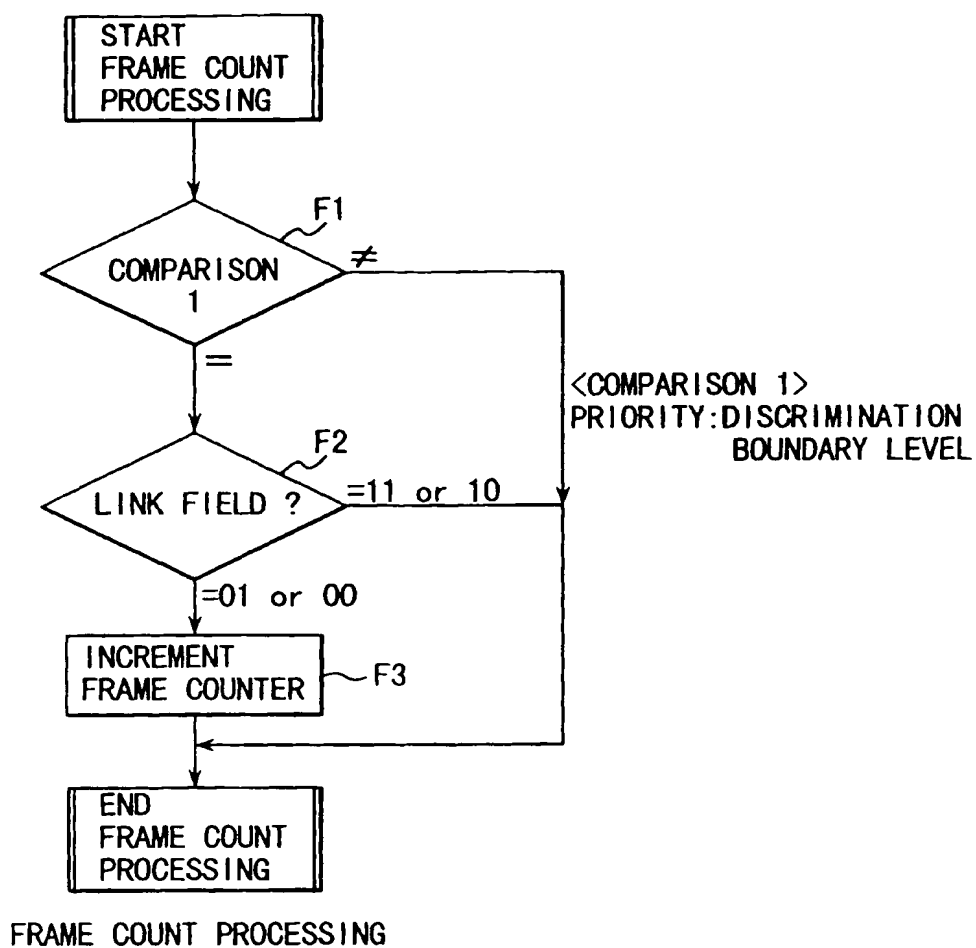 START
FRAME COUNT
PROCESSING
F1
COMPARISON
1
≠
=
<COMPARISON 1>
PRIORITY:DISCRIMINATION
BOUNDARY LEVEL
F2
LINK FIELD ?
=11 or 10
=01 or 00
INCREMENT
FRAME COUNTER
F3
END
FRAME COUNT
PROCESSING
FRAME COUNT PROCESSING